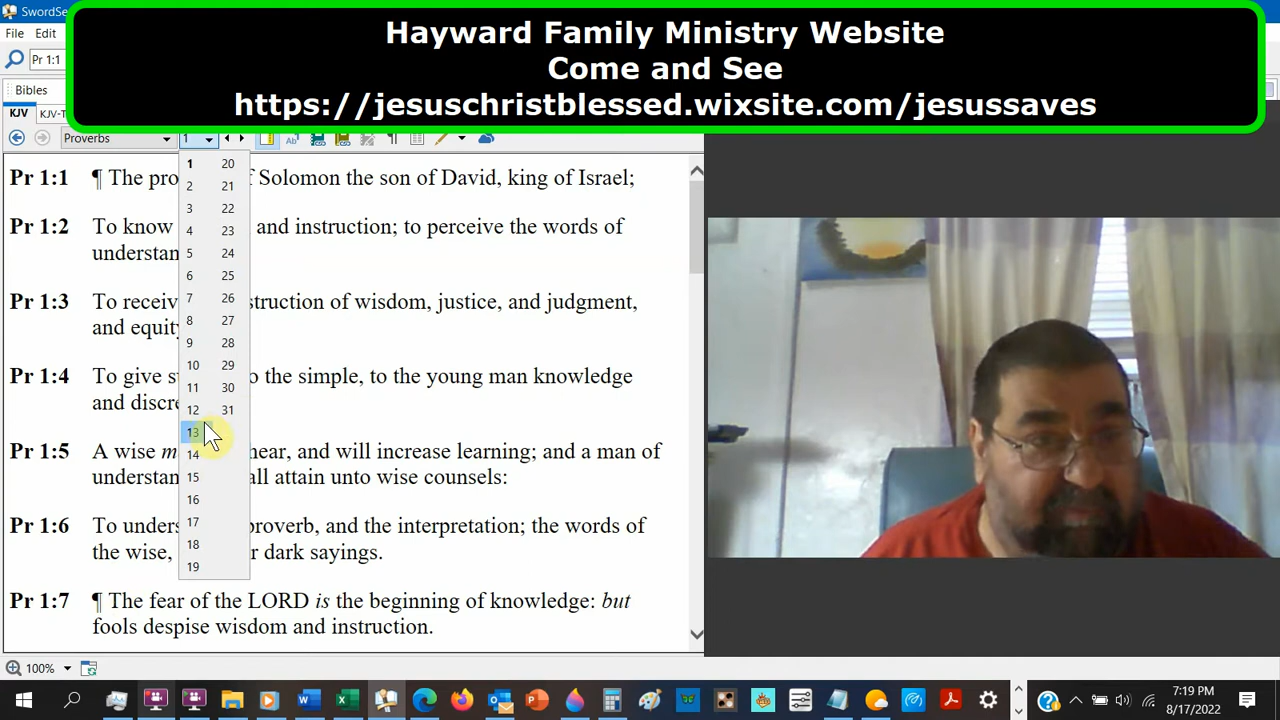 SwordSe
Hayward Family Ministry Website
Come and See
https://jesuschristblessed.wixsite.com/jesussaves
File Edit
Pr 1:1
Bibles
KJV KJV-T
Proverbs 1
1 20
2 21
3 22
4 23
5 24
6 25
7 26
8 27
9 28
10 29
11 30
12 31
13
14
15
16
17
18
19
Pr 1:1 ¶ The pro f Solomon the son of David, king of Israel;
Pr 1:2 To know and instruction; to perceive the words of
understan
Pr 1:3 To receiv struction of wisdom, justice, and judgment,
and equity
Pr 1:4 To give s o the simple, to the young man knowledge
and discre
Pr 1:5 A wise m hear, and will increase learning; and a man of
understan all attain unto wise counsels:
Pr 1:6 To unders proverb, and the interpretation; the words of
the wise, r dark sayings.
Pr 1:7 ¶ The fear of the LORD is the beginning of knowledge: but
fools despise wisdom and instruction.
100%
7:19 PM
8/17/2022